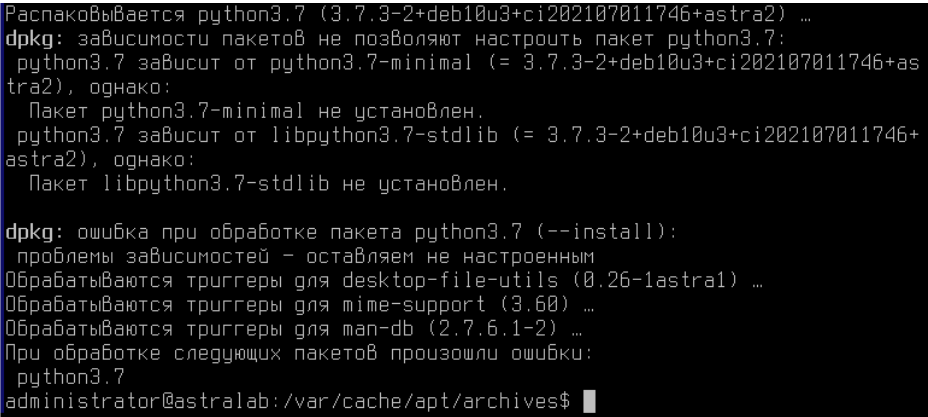 Распаковывается python3.7 (3.7.3-2+deb10u3+ci202107011746+astra2) …
dpkg: зависимости пакетов не позволяют настроить пакет python3.7:
 python3.7 зависит от python3.7-minimal (= 3.7.3-2+deb10u3+ci202107011746+as
tra2), однако:
  Пакет python3.7-minimal не установлен.
 python3.7 зависит от libpython3.7-stdlib (= 3.7.3-2+deb10u3+ci202107011746+
astra2), однако:
  Пакет libpython3.7-stdlib не установлен.

dpkg: ошибка при обработке пакета python3.7 (--install):
 проблемы зависимостей — оставляем не настроенным
Обрабатываются триггеры для desktop-file-utils (0.26-1astra1) …
Обрабатываются триггеры для mime-support (3.60) …
Обрабатываются триггеры для man-db (2.7.6.1-2) …
При обработке следующих пакетов произошли ошибки:
 python3.7
administrator@astralab:/var/cache/apt/archives$